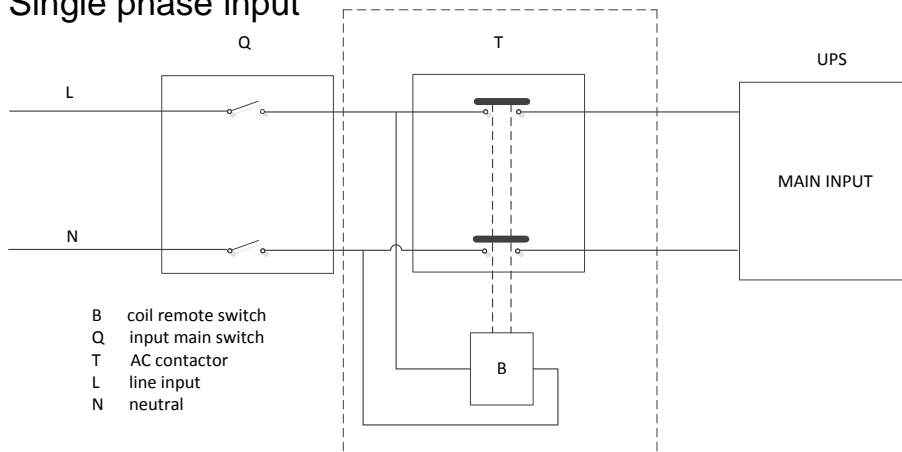 Single phase input
Q
T
UPS
L
MAIN INPUT
N
B coil remote switch
Q input main switch
T AC contactor
L line input
N neutral
B